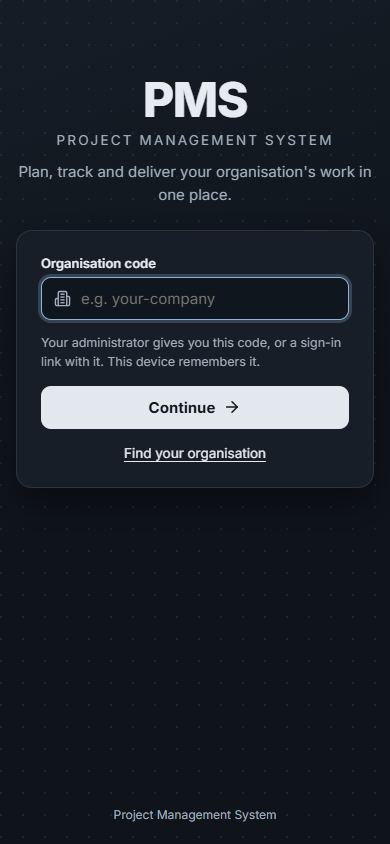 PMS
PROJECT MANAGEMENT SYSTEM
Plan, track and deliver your organisation's work in
one place.
Organisation code
e.g. your-company
Your administrator gives you this code, or a sign-in
link with it. This device remembers it.
Continue
Find your organisation
Project Management System